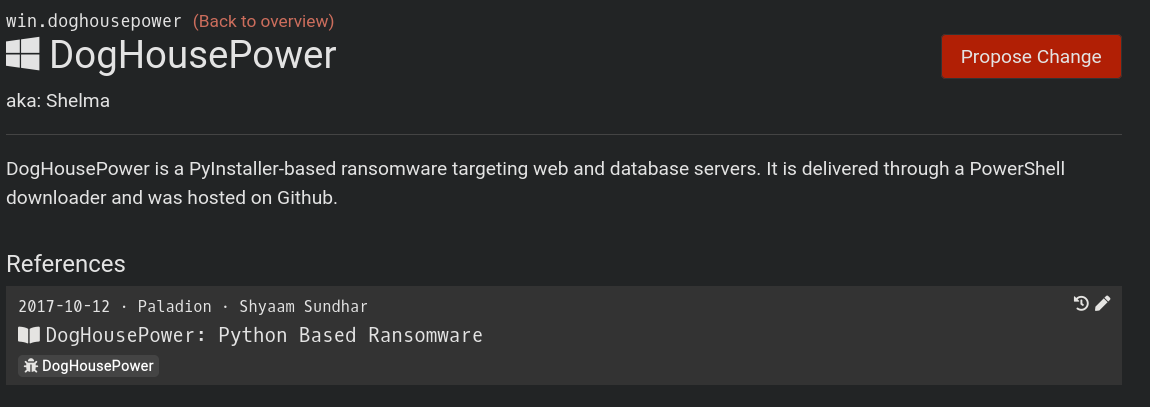 win.doghousepower (Back to overview)
DogHousePower
Propose Change
aka: Shelma
DogHousePower is a PyInstaller-based ransomware targeting web and database servers. It is delivered through a PowerShell
downloader and was hosted on Github.
References
2017-10-12 · Paladion · Shyaam Sundhar
DogHousePower: Python Based Ransomware
DogHousePower